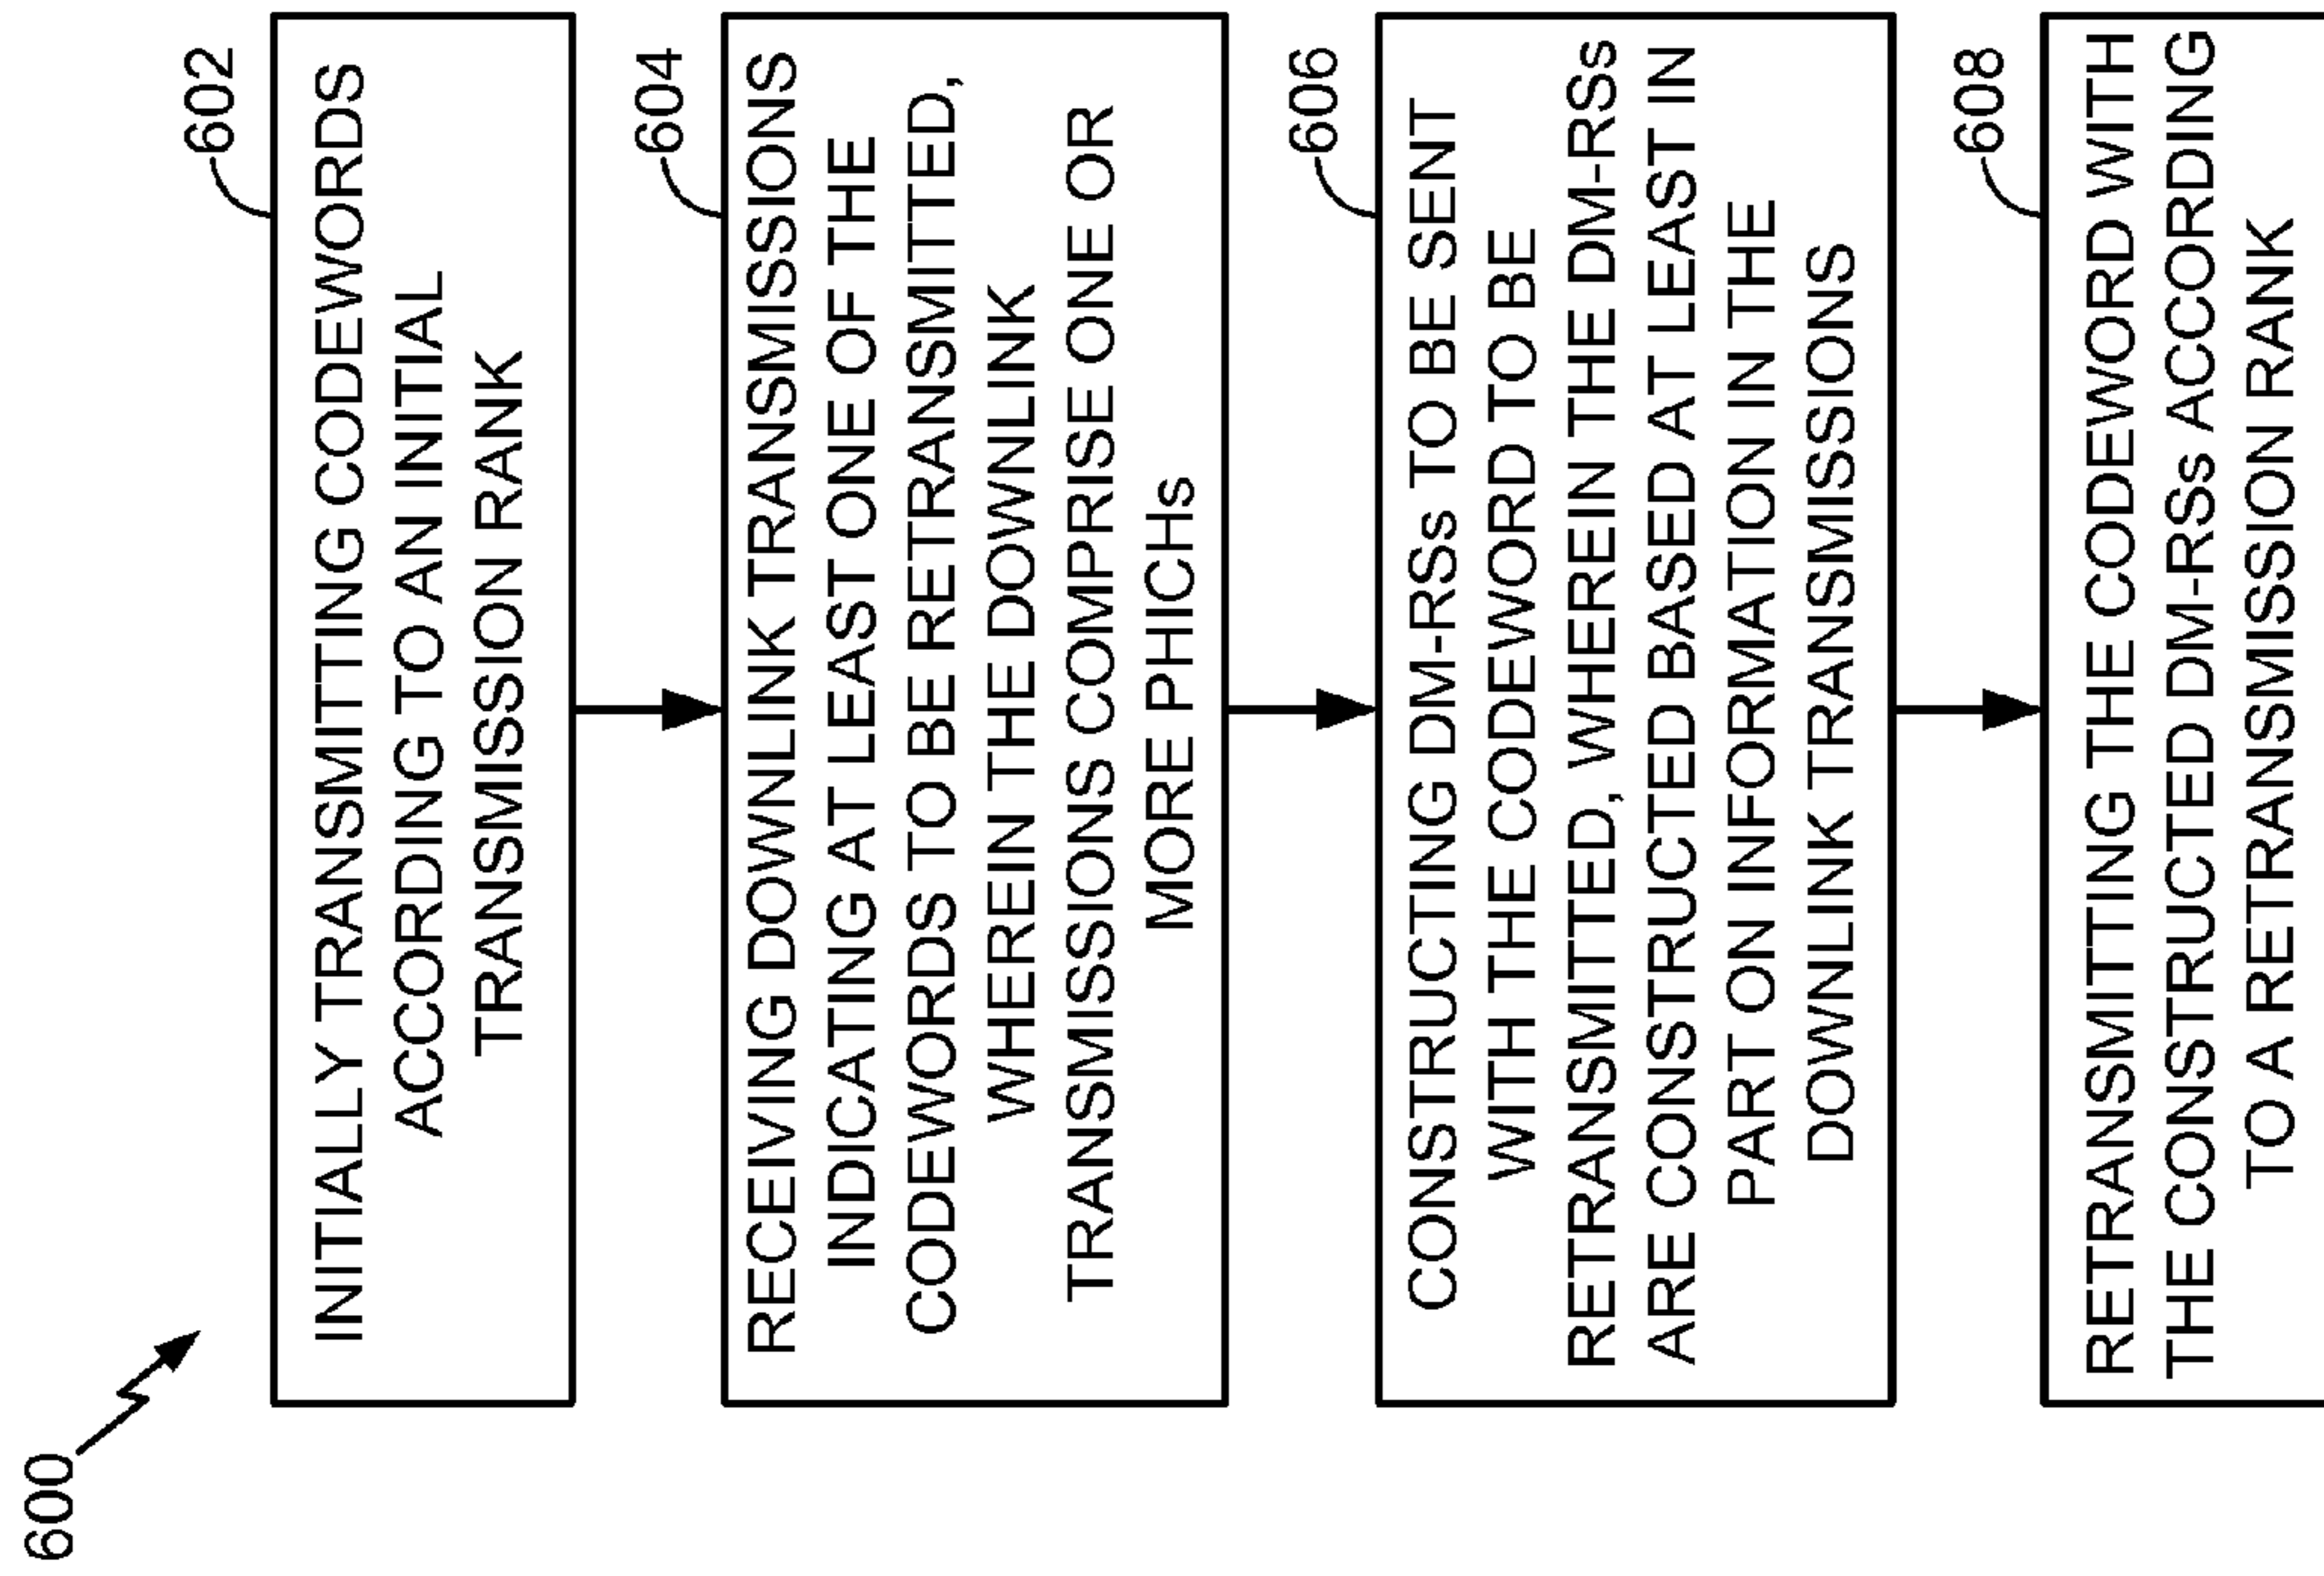 600
602
INITIALLY TRANSMITTING CODEWORDS
ACCORDING TO AN INITIAL
TRANSMISSION RANK
604
RECEIVING DOWNLINK TRANSMISSIONS
INDICATING AT LEAST ONE OF THE
CODEWORDS TO BE RETRANSMITTED,
WHEREIN THE DOWNLINK
TRANSMISSIONS COMPRISE ONE OR
MORE PHICHs
606
CONSTRUCTING DM-RSs TO BE SENT
WITH THE CODEWORD TO BE
RETRANSMITTED, WHEREIN THE DM-RSs
ARE CONSTRUCTED BASED AT LEAST IN
PART ON INFORMATION IN THE
DOWNLINK TRANSMISSIONS
608
RETRANSMITTING THE CODEWORD WITH
THE CONSTRUCTED DM-RSs ACCORDING
TO A RETRANSMISSION RANK